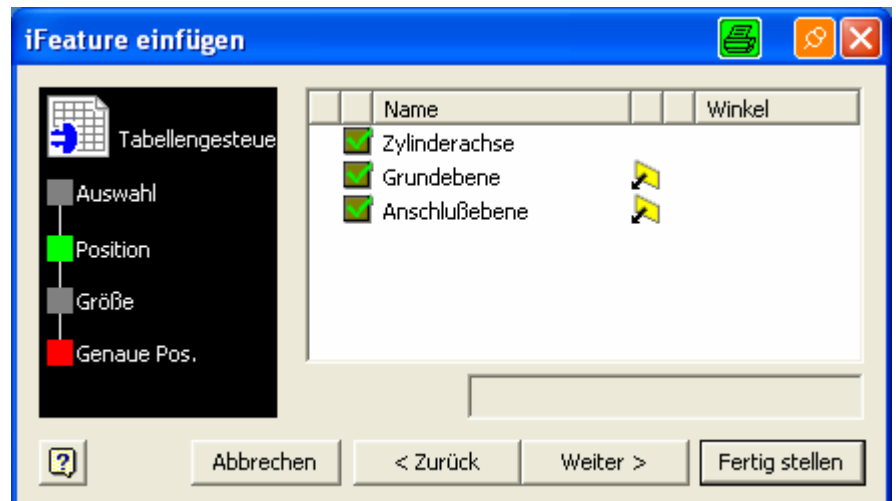 iFeature einfügen
Tabellengesteue
Auswahl
Position
Größe
Genaue Pos.
Name Winkel
Zylinderachse
Grundebene
Anschlußebene
Abbrechen < Zurück Weiter > Fertig stellen